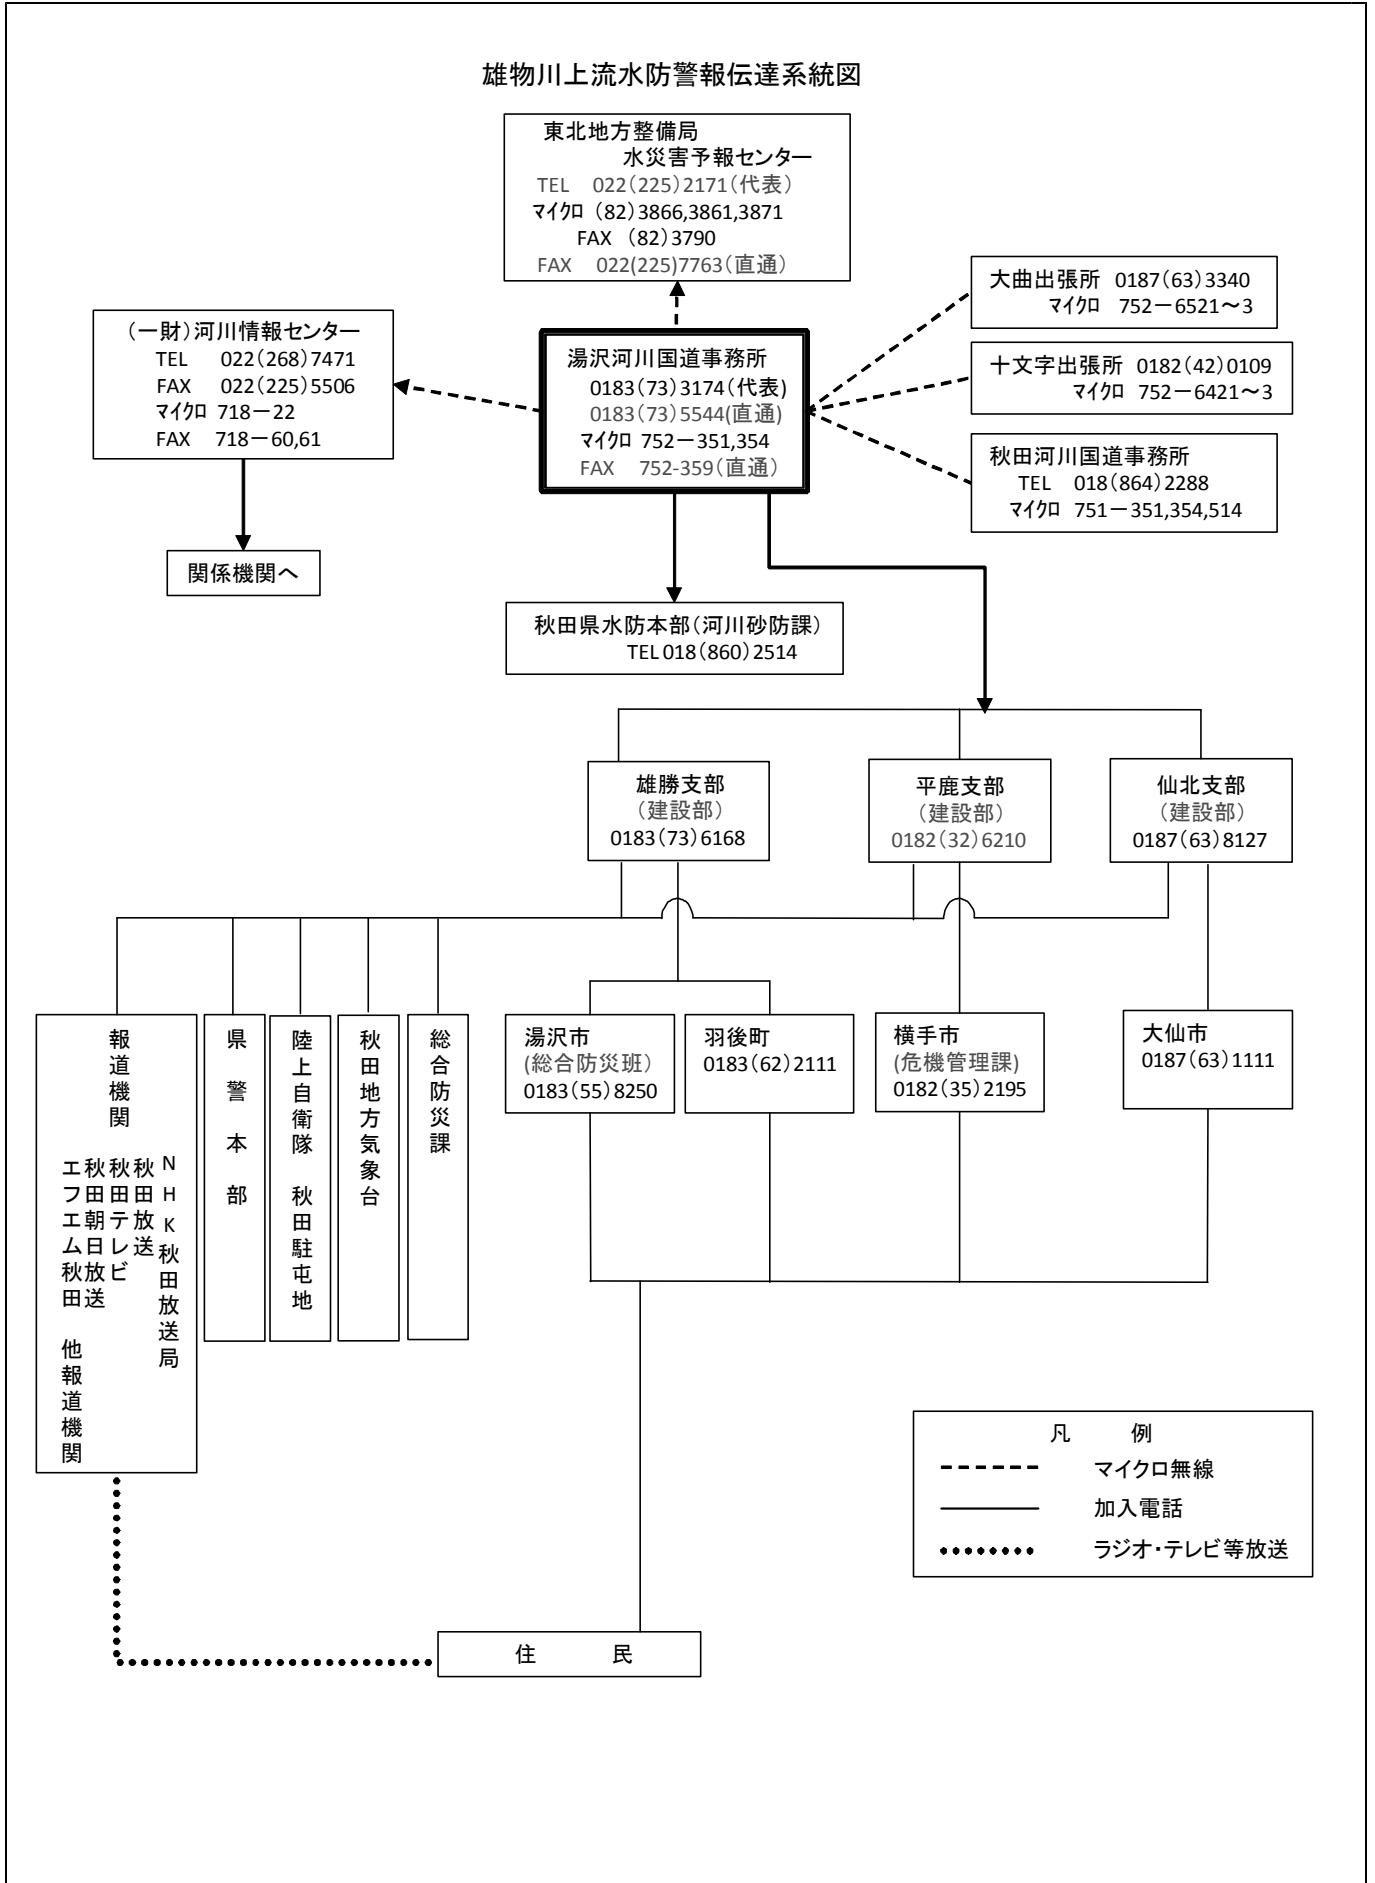 雄物川上流水防警報伝達系統図
東北地方整備局
水災害予報センター
TEL 022(225)2171(代表)
マイクロ (82)3866,3861,3871
FAX (82)3790
FAX 022(225)7763(直通)
(一財)河川情報センター
TEL 022(268)7471
FAX 022(225)5506
マイクロ 718－22
FAX 718－60,61
関係機関へ
湯沢河川国道事務所
0183(73)3174(代表)
0183(73)5544(直通)
マイクロ 752－351,354
FAX 752-359(直通)
大曲出張所 0187(63)3340
マイクロ 752－6521～3
十文字出張所 0182(42)0109
マイクロ 752－6421～3
秋田河川国道事務所
TEL 018(864)2288
マイクロ 751－351,354,514
秋田県水防本部(河川砂防課)
TEL 018(860)2514
雄勝支部
(建設部)
0183(73)6168
平鹿支部
(建設部)
0182(32)6210
仙北支部
(建設部)
0187(63)8127
報道機関
NHK秋田放送局
秋田放送
秋田テレビ
秋田朝日放送
エフエム秋田 他報道機関
県警本部
陸上自衛隊 秋田駐屯地
秋田地方気象台
総合防災課
湯沢市
(総合防災班)
0183(55)8250
羽後町
0183(62)2111
横手市
(危機管理課)
0182(35)2195
大仙市
0187(63)1111
凡 例
マイクロ無線
加入電話
ラジオ・テレビ等放送
住 民